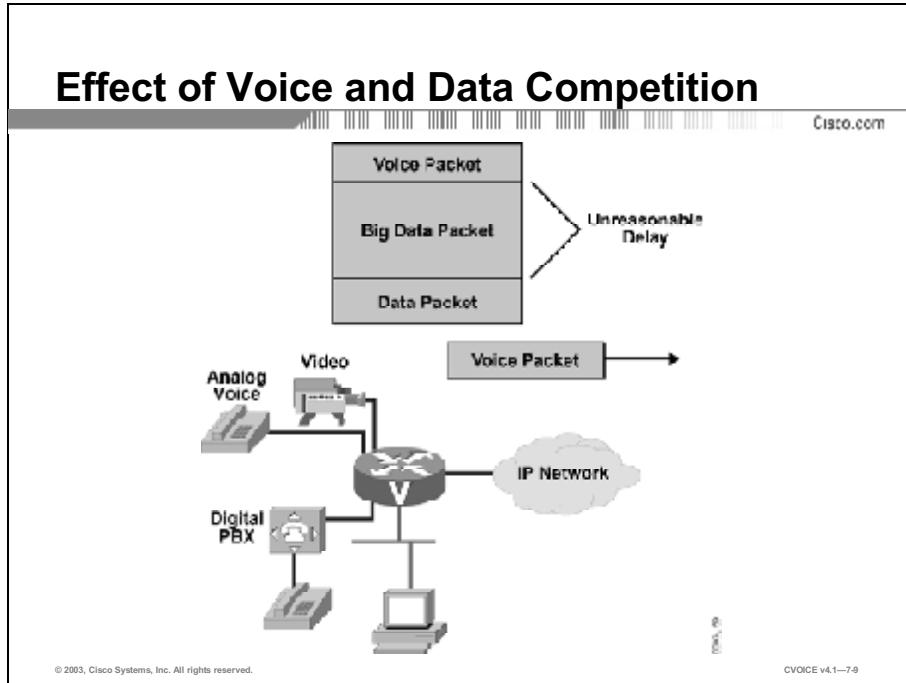 Effect of Voice and Data Competition
Cisco.com
Voice Packet
Big Data Packet
Unreasonable
Delay
Data Packet
Voice Packet
Video
Analog
Voice
IP Network
V
Digital
PBX
© 2003, Cisco Systems, Inc. All rights reserved.
CVOICE v4.1—7-9